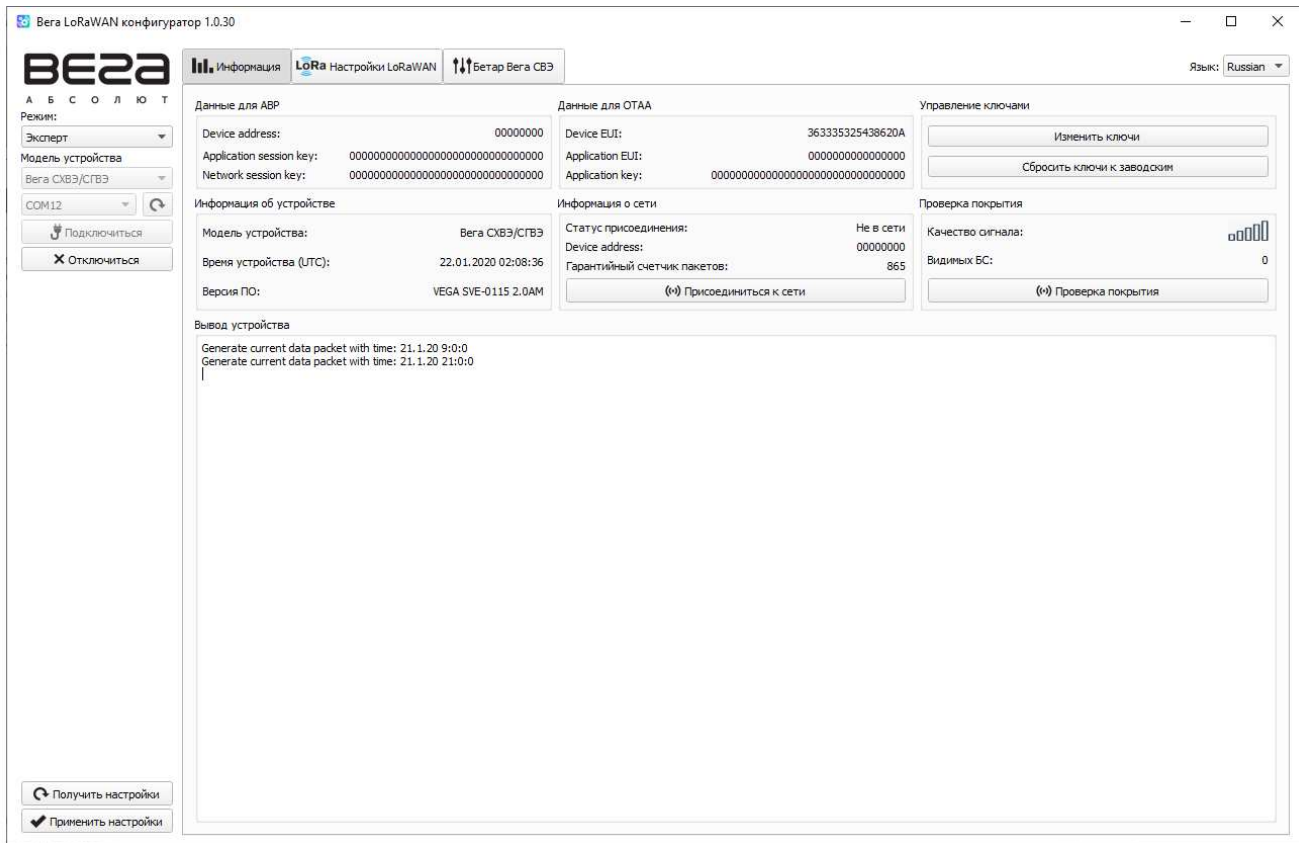 Вега LoRaWAN конфигуратор 1.0.30
ВЕГА
АБСОЛЮТ
Режим:
Эксперт
Модель устройства
Вега СХВЭ/СГВЭ
COM12
Подключиться
Отключиться
Получить настройки
Применить настройки
Информация
LoRa Настройки LoRaWAN
Бетар Вега СВЭ
Язык: Russian
Данные для ABP
Device address: 00000000
Application session key: 00000000000000000000000000000000
Network session key: 00000000000000000000000000000000
Данные для OTAA
Device EUI: 363335325438620A
Application EUI: 0000000000000000
Application key: 00000000000000000000000000000000
Управление ключами
Изменить ключи
Сбросить ключи к заводским
Информация об устройстве
Модель устройства: Вега СХВЭ/СГВЭ
Время устройства (UTC): 22.01.2020 02:08:36
Версия ПО: VEGA SVE-0115 2.0AM
Информация о сети
Статус присоединения: Не в сети
Device address: 00000000
Гарантийный счетчик пакетов: 865
Присоединиться к сети
Проверка покрытия
Качество сигнала:
Видимых БС: 0
Проверка покрытия
Вывод устройства
Generate current data packet with time: 21.1.20 9:0:0
Generate current data packet with time: 21.1.20 21:0:0